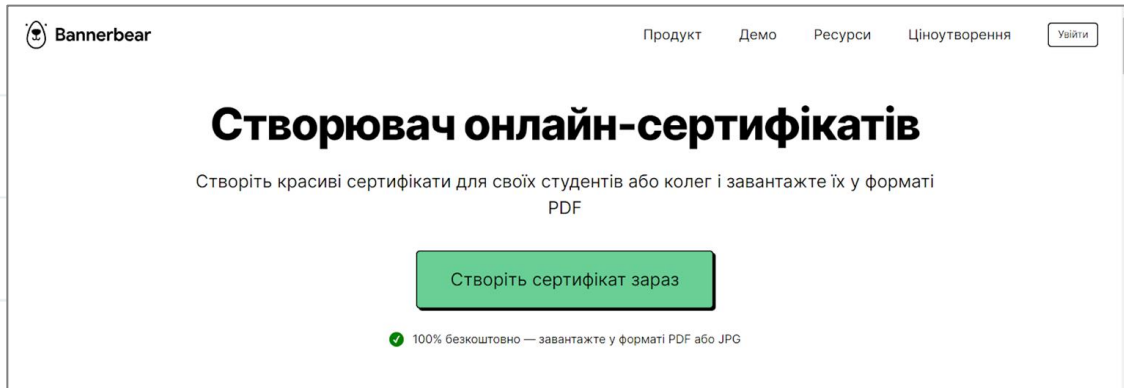 Bannerbear
Продукт
Демо
Ресурси
Ціноутворення
Увійти
Створювач онлайн-сертифікатів
Створіть красиві сертифікати для своїх студентів або колег і завантажте їх у форматі
PDF
Створіть сертифікат зараз
100% безкоштовно — завантажте у форматі PDF або JPG